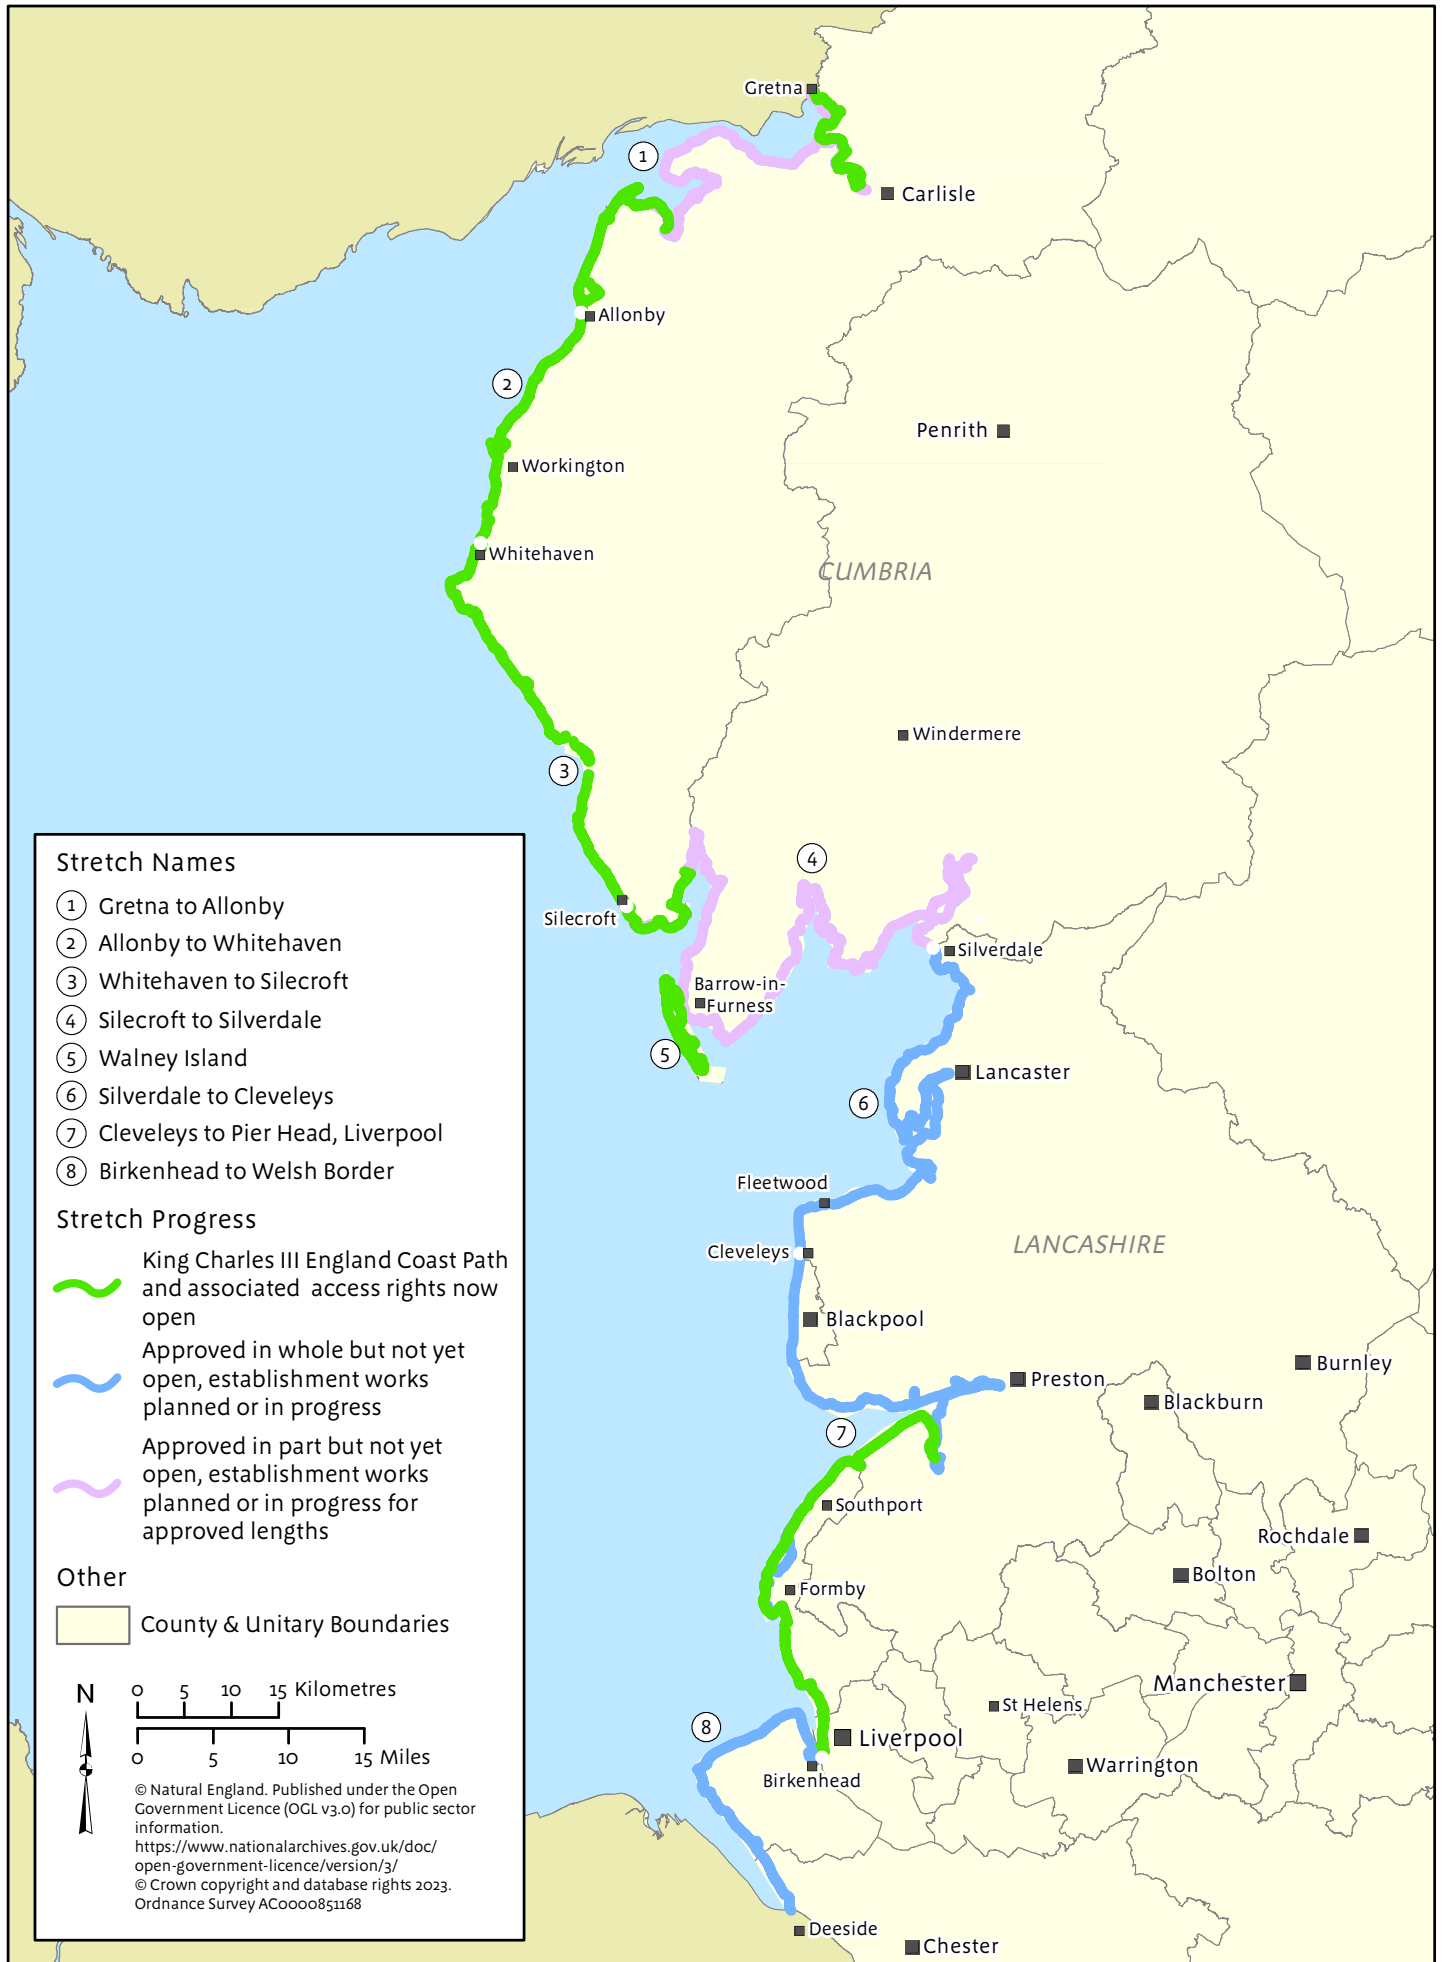 Gretna
1
Carlisle
Allonby
2
Penrith
Workington
Whitehaven
CUMBRIA
Windermere
3
4
Silecroft
Silverdale
Barrow-in-
Furness
5
Lancaster
6
Fleetwood
Cleveleys
LANCASHIRE
Blackpool
Burnley
Preston
Blackburn
7
Southport
Rochdale
Bolton
Formby
Manchester
St Helens
8
Liverpool
Warrington
Birkenhead
Deeside
Chester
Stretch Names
1 Gretna to Allonby
2 Allonby to Whitehaven
3 Whitehaven to Silecroft
4 Silecroft to Silverdale
5 Walney Island
6 Silverdale to Cleveleys
7 Cleveleys to Pier Head, Liverpool
8 Birkenhead to Welsh Border
Stretch Progress
King Charles III England Coast Path
and associated access rights now
open
Approved in whole but not yet
open, establishment works
planned or in progress
Approved in part but not yet
open, establishment works
planned or in progress for
approved lengths
Other
County & Unitary Boundaries
N
0 5 10 15 Kilometres
0 5 10 15 Miles
© Natural England. Published under the Open
Government Licence (OGL v3.0) for public sector
information.
https://www.nationalarchives.gov.uk/doc/
open-government-licence/version/3/
© Crown copyright and database rights 2023.
Ordnance Survey AC0000851168